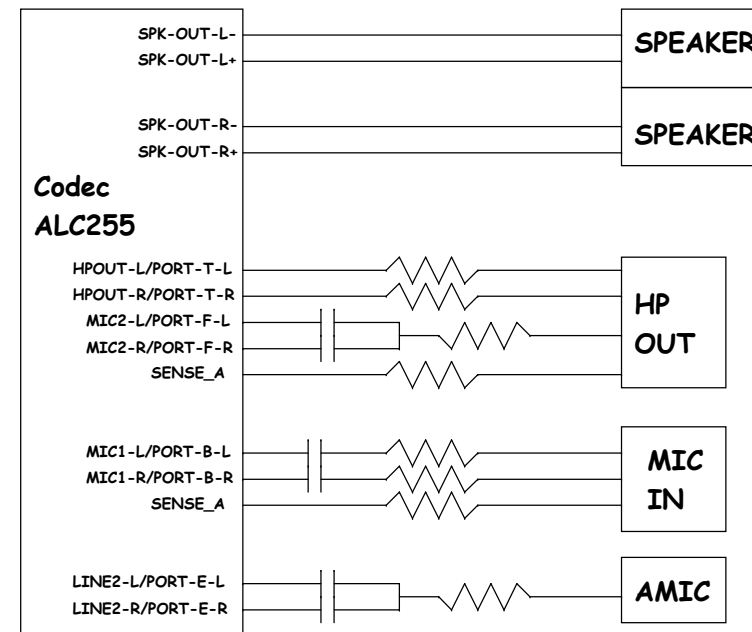 SPK-OUT-L-
SPK-OUT-L+
SPEAKER
SPK-OUT-R-
SPK-OUT-R+
SPEAKER
Codec
ALC255
HPOUT-L/PORT-T-L
HPOUT-R/PORT-T-R
MIC2-L/PORT-F-L
MIC2-R/PORT-F-R
SENSE_A
HP
OUT
MIC1-L/PORT-B-L
MIC1-R/PORT-B-R
SENSE_A
MIC
IN
LINE2-L/PORT-E-L
LINE2-R/PORT-E-R
AMIC